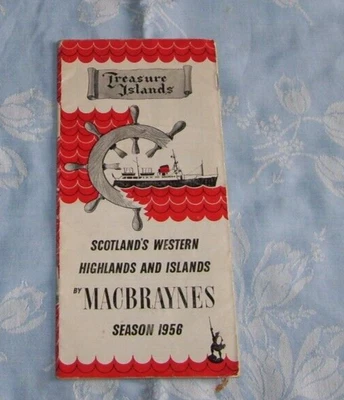 Treasure
Islands
SCOTLAND'S WESTERN
HIGHLANDS AND ISLANDS
BY MACBRAYNES
SEASON 1956